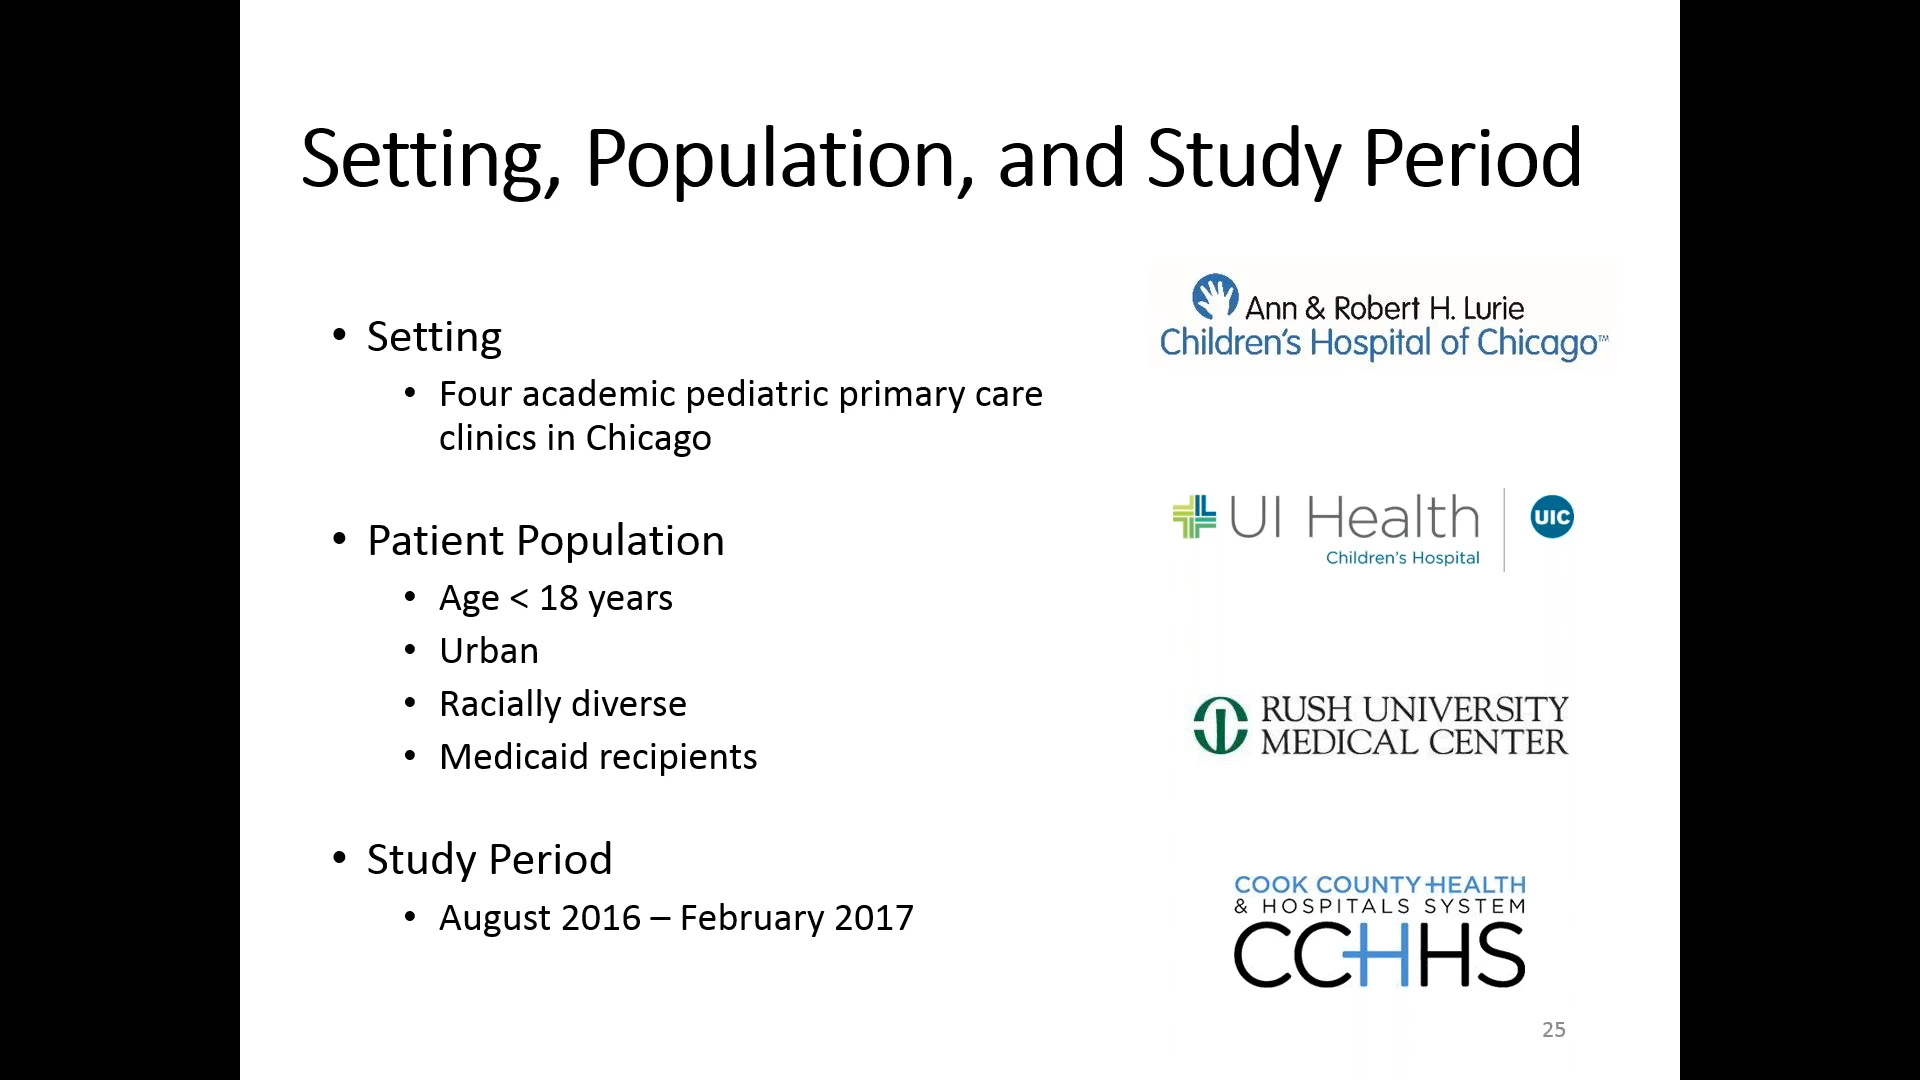 Setting, Population, and Study Period
• Setting
• Four academic pediatric primary care
clinics in Chicago
• Patient Population
• Age < 18 years
• Urban
• Racially diverse
• Medicaid recipients
• Study Period
• August 2016 – February 2017
Ann & Robert H. Lurie
Children's Hospital of Chicago™
UI Health
Children's Hospital
UIC
RUSH UNIVERSITY
MEDICAL CENTER
COOK COUNTY HEALTH
& HOSPITALS SYSTEM
CCHHS
25